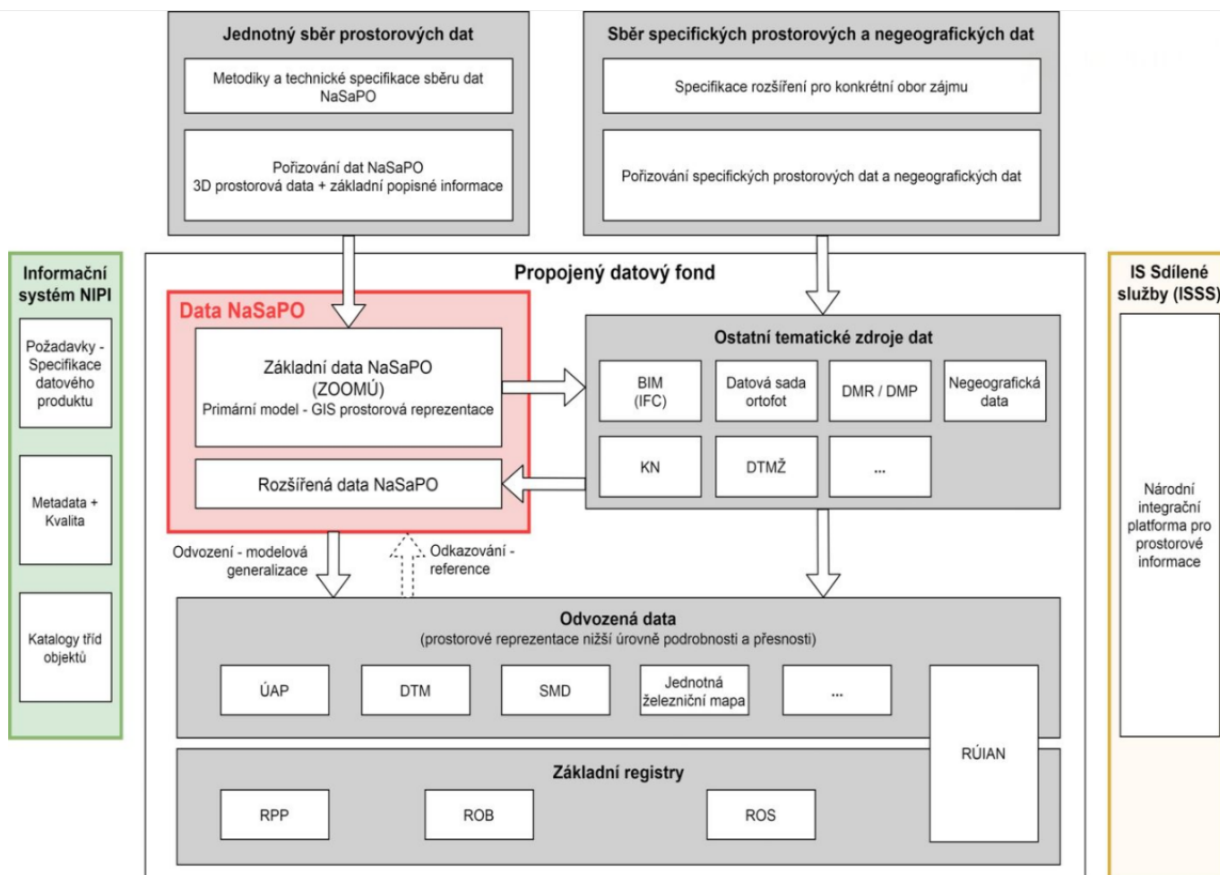 Jednotný sběr prostorových dat
Metodiky a technické specifikace sběru dat
NaSaPO
Pořizování dat NaSaPO
3D prostorová data + základní popisné informace
Sběr specifických prostorových a negeografických dat
Specifikace rozšíření pro konkrétní obor zájmu
Pořizování specifických prostorových dat a negeografických dat
Informační
systém NIPI
Požadavky -
Specifikace
datového
produktu
Metadata +
Kvalita
Katalogy tříd
objektů
Propojený datový fond
Data NaSaPO
Základní data NaSaPO
(ZOOMÚ)
Primární model - GIS prostorová reprezentace
Rozšířená data NaSaPO
Ostatní tematické zdroje dat
BIM
(IFC)
Datová sada
ortofot
DMR / DMP
Negeografická
data
KN
DTMŽ
...
Odvození - modelová
generalizace
Odkazování -
reference
Odvozená data
(prostorové reprezentace nižší úrovně podrobnosti a přesnosti)
ÚAP
DTM
SMD
Jednotná
železniční mapa
...
RÚIAN
Základní registry
RPP
ROB
ROS
IS Sdílené
služby (ISSS)
Národní
integrační
platforma pro
prostorové
informace